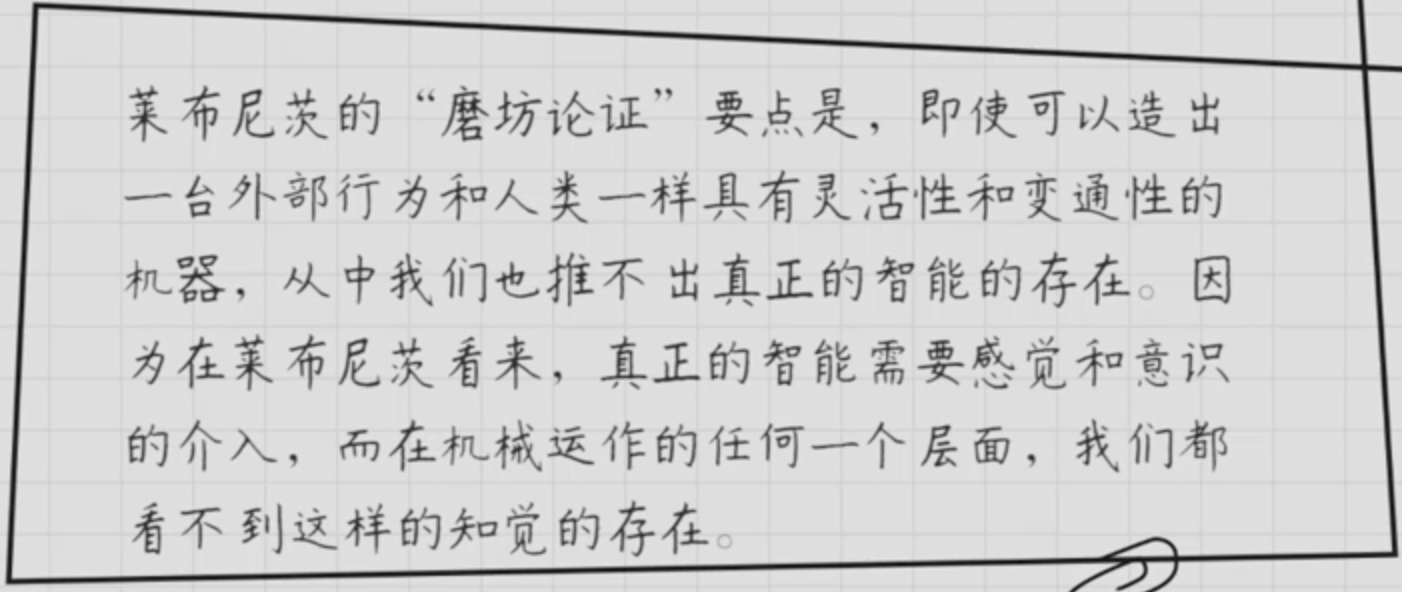 莱布尼茨的“磨坊论证”要点是，即使可以造出
一台外部行为和人类一样具有灵活性和变通性的
机器，从中我们也推不出真正的智能的存在。因
为在莱布尼茨看来，真正的智能需要感觉和意识
的介入，而在机械运作的任何一个层面，我们都
看不到这样的知觉的存在。